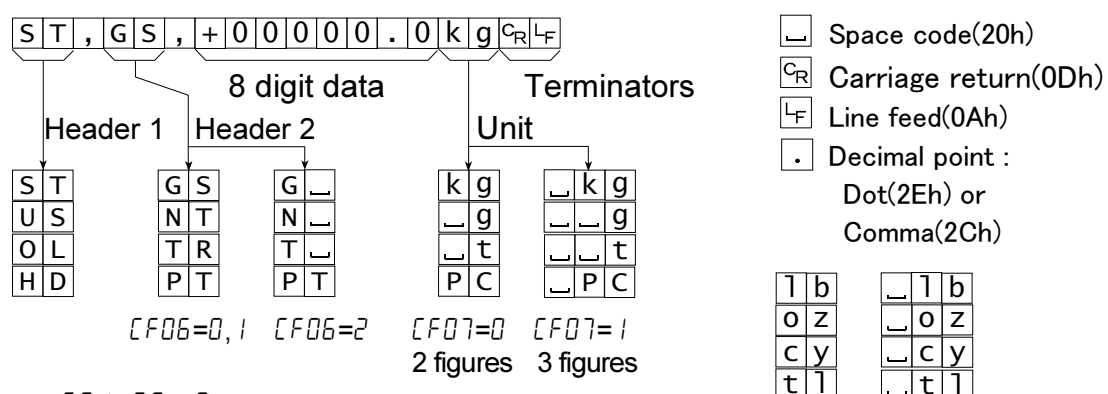 ST,GS,+00000.0kgCRLF
8 digit data
Terminators
Header 1
Header 2
Unit
ST
US
OL
HD
GS
NT
TR
PT
G␣
N␣
T␣
PT
kg
␣g
␣t
PC
␣kg
␣␣g
␣␣t
␣PC
CF06=0,1
CF06=2
CF07=0
2 figures
CF07=1
3 figures
␣ Space code(20h)
CR Carriage return(0Dh)
LF Line feed(0Ah)
. Decimal point :
Dot(2Eh) or
Comma(2Ch)
lb
oz
cy
tl
␣lb
␣oz
␣cy
␣tl